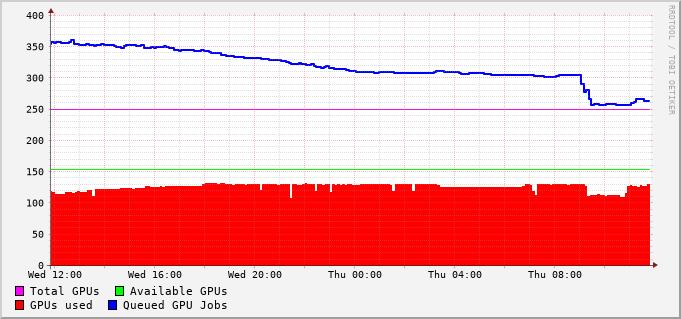 400
350
300
250
200
150
100
50
0
Wed 12:00 Wed 16:00 Wed 20:00 Thu 00:00 Thu 04:00 Thu 08:00
Total GPUs Available GPUs
GPUs used Queued GPU Jobs
RRDTOOL / TOBI OETIKER